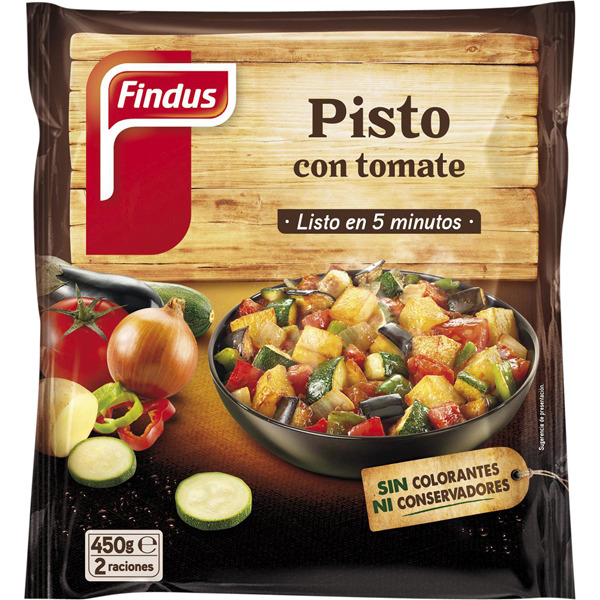 Findus
Pisto
con tomate
· Listo en 5 minutos ·
Sugerencia de presentación.
SIN COLORANTES
NI CONSERVADORES
450g e
2 raciones